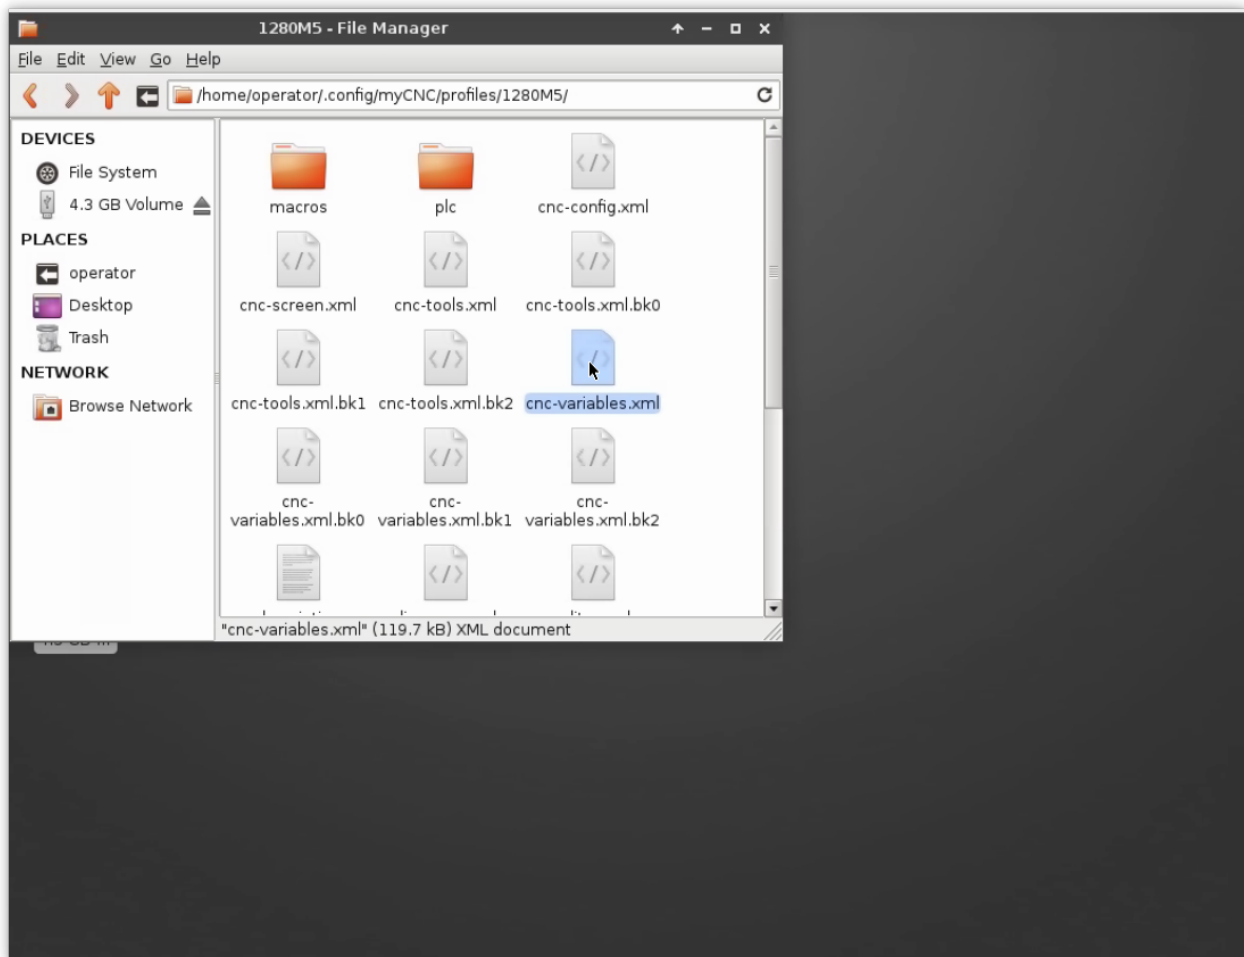 1280M5 - File Manager
File Edit View Go Help
/home/operator/.config/myCNC/profiles/1280M5/
DEVICES
File System
4.3 GB Volume
PLACES
operator
Desktop
Trash
NETWORK
Browse Network
macros plc cnc-config.xml
cnc-screen.xml cnc-tools.xml cnc-tools.xml.bk0
cnc-tools.xml.bk1 cnc-tools.xml.bk2 cnc-variables.xml
cnc- cnc- cnc-
variables.xml.bk0 variables.xml.bk1 variables.xml.bk2
"cnc-variables.xml" (119.7 kB) XML document